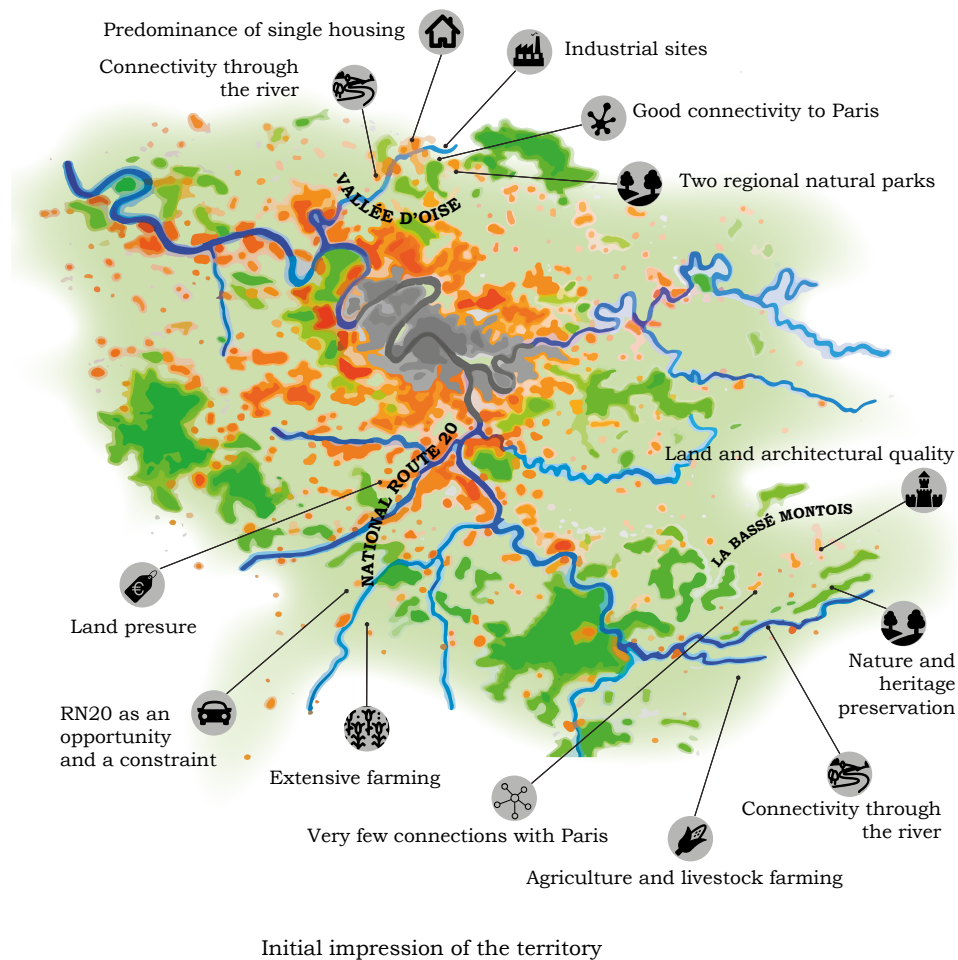 Predominance of single housing
Industrial sites
Connectivity through
the river
Good connectivity to Paris
Two regional natural parks
VALLÉE D'OISE
NATIONAL ROUTE 20
Land and architectural quality
LA BASSÉ MONTOIS
Land presure
Nature and
heritage
preservation
RN20 as an
opportunity
and a constraint
Extensive farming
Very few connections with Paris
Connectivity through
the river
Agriculture and livestock farming
Initial impression of the territory